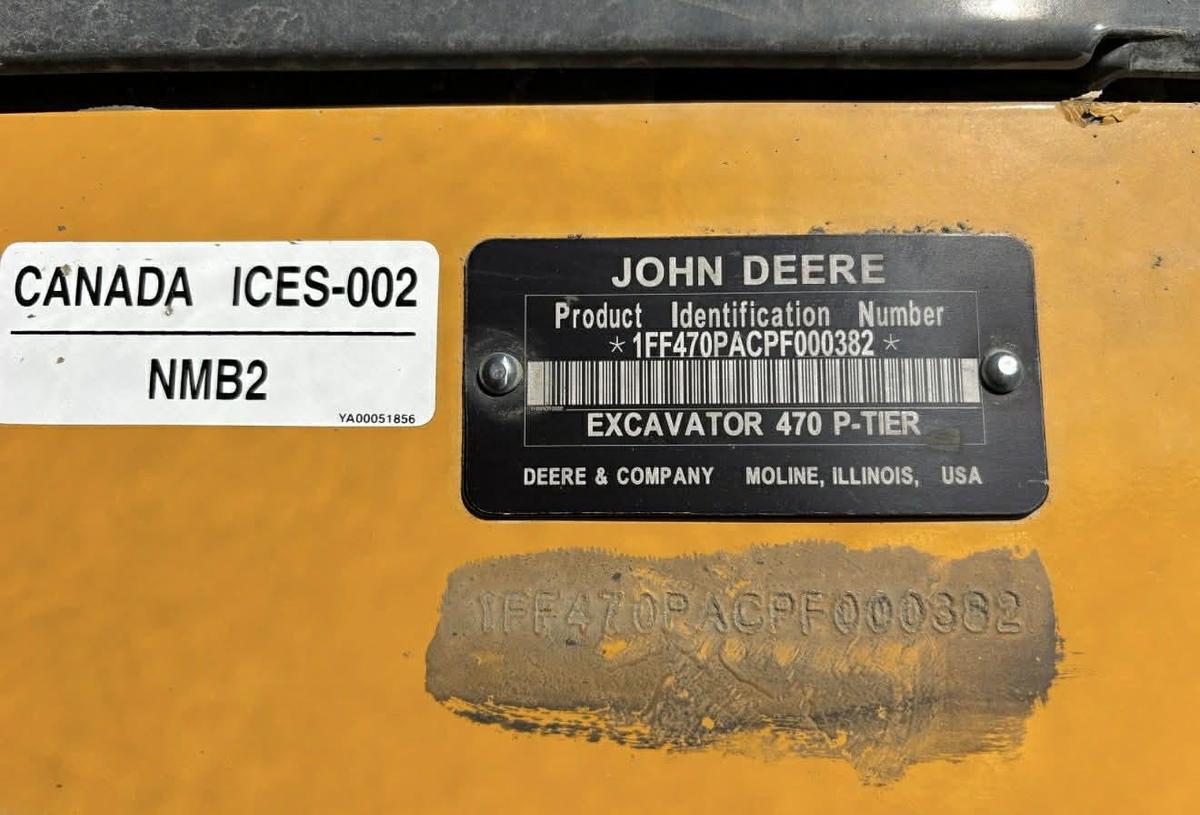 CANADA ICES-002
NMB2
YA00051856
JOHN DEERE
Product Identification Number
*1FF470PACPF000382*
EXCAVATOR 470 P-TIER
DEERE & COMPANY MOLINE, ILLINOIS, USA
1FF470PACPF000382